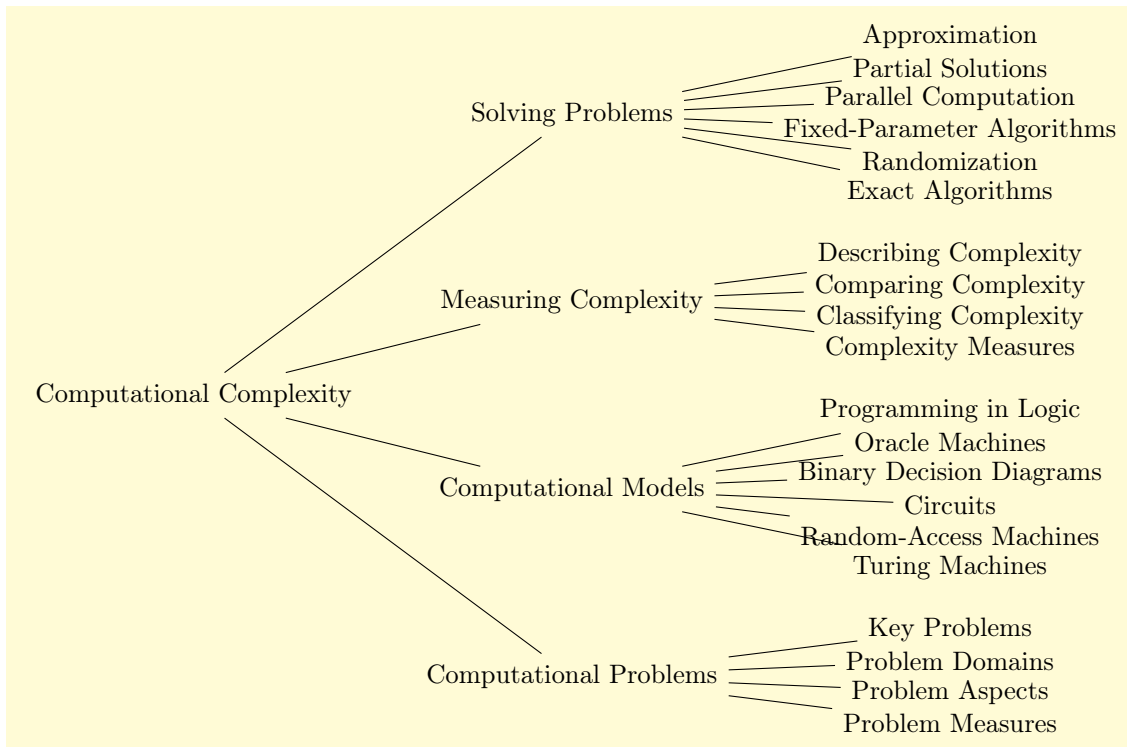 Computational Complexity
Solving Problems
Approximation
Partial Solutions
Parallel Computation
Fixed-Parameter Algorithms
Randomization
Exact Algorithms
Measuring Complexity
Describing Complexity
Comparing Complexity
Classifying Complexity
Complexity Measures
Computational Models
Programming in Logic
Oracle Machines
Binary Decision Diagrams
Circuits
Random-Access Machines
Turing Machines
Computational Problems
Key Problems
Problem Domains
Problem Aspects
Problem Measures